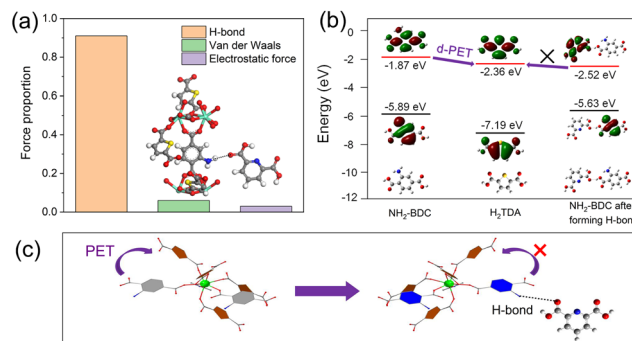 (a)
H-bond
Van der Waals
Electrostatic force
Force proportion
1.0
0.8
0.6
0.4
0.2
0.0
(b)
Energy (eV)
0
-2
-4
-6
-8
-10
-12
d-PET
-1.87 eV
-2.36 eV
-2.52 eV
-5.89 eV
-7.19 eV
-5.63 eV
NH₂-BDC
H₂TDA
NH₂-BDC after
forming H-bond
(c)
PET
H-bond